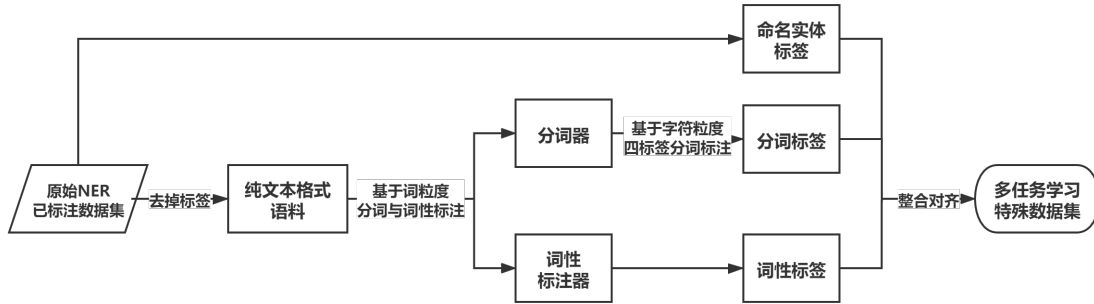 命名实体
标签
分词器
基于字符粒度
四标签分词标注
分词标签
原始NER
已标注数据集
去掉标签
纯文本格式
语料
基于词粒度
分词与词性标注
整合对齐
多任务学习
特殊数据集
词性
标注器
词性标签